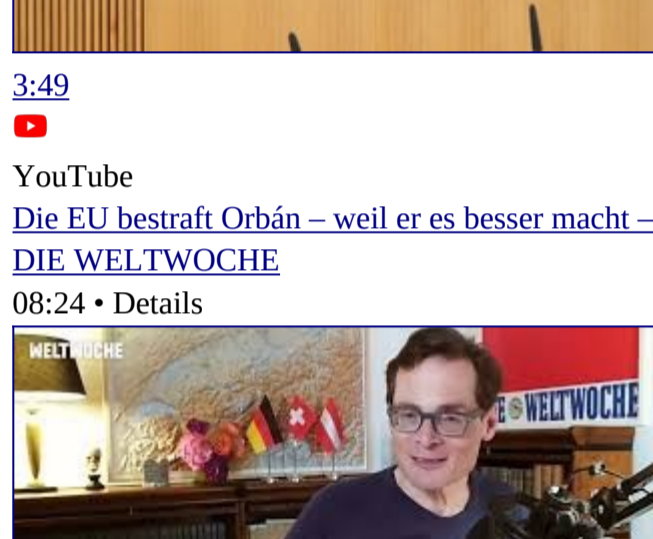 3:49
YouTube
Die EU bestraft Orbán – weil er es besser macht –
DIE WELTWOCHE
08:24 • Details
WELTWOCHE
E WELTWOCHE